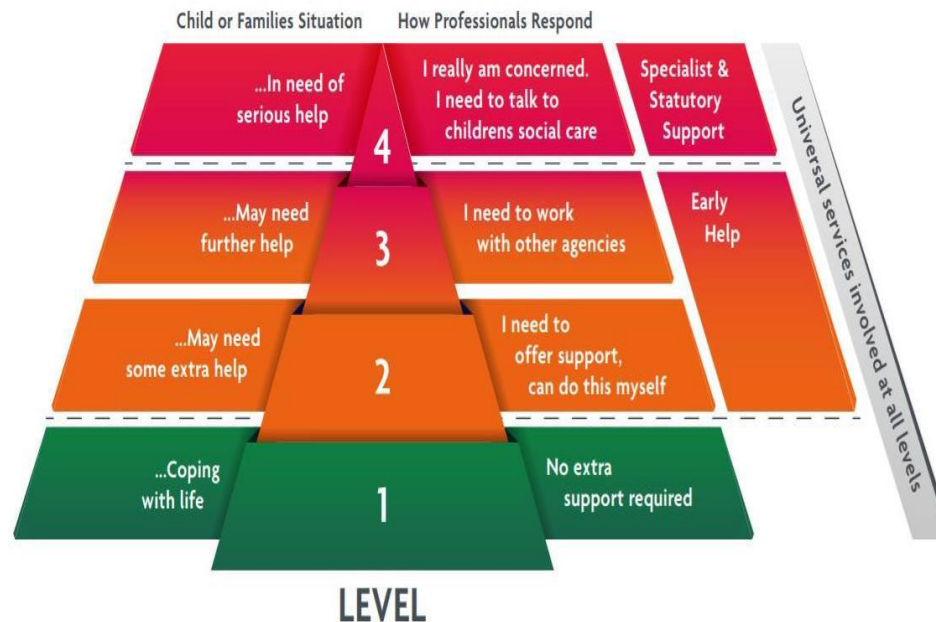 Child or Families Situation
How Professionals Respond
...In need of
serious help
4
I really am concerned.
I need to talk to
childrens social care
Specialist &
Statutory
Support
...May need
further help
3
I need to work
with other agencies
Early
Help
...May need
some extra help
2
I need to
offer support,
can do this myself
...Coping
with life
1
No extra
support required
Universal services involved at all levels
LEVEL